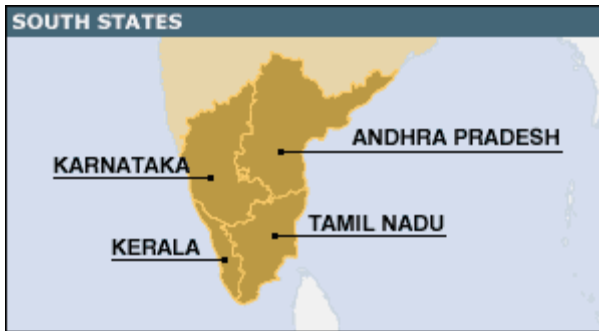 SOUTH STATES
ANDHRA PRADESH
KARNATAKA
TAMIL NADU
KERALA